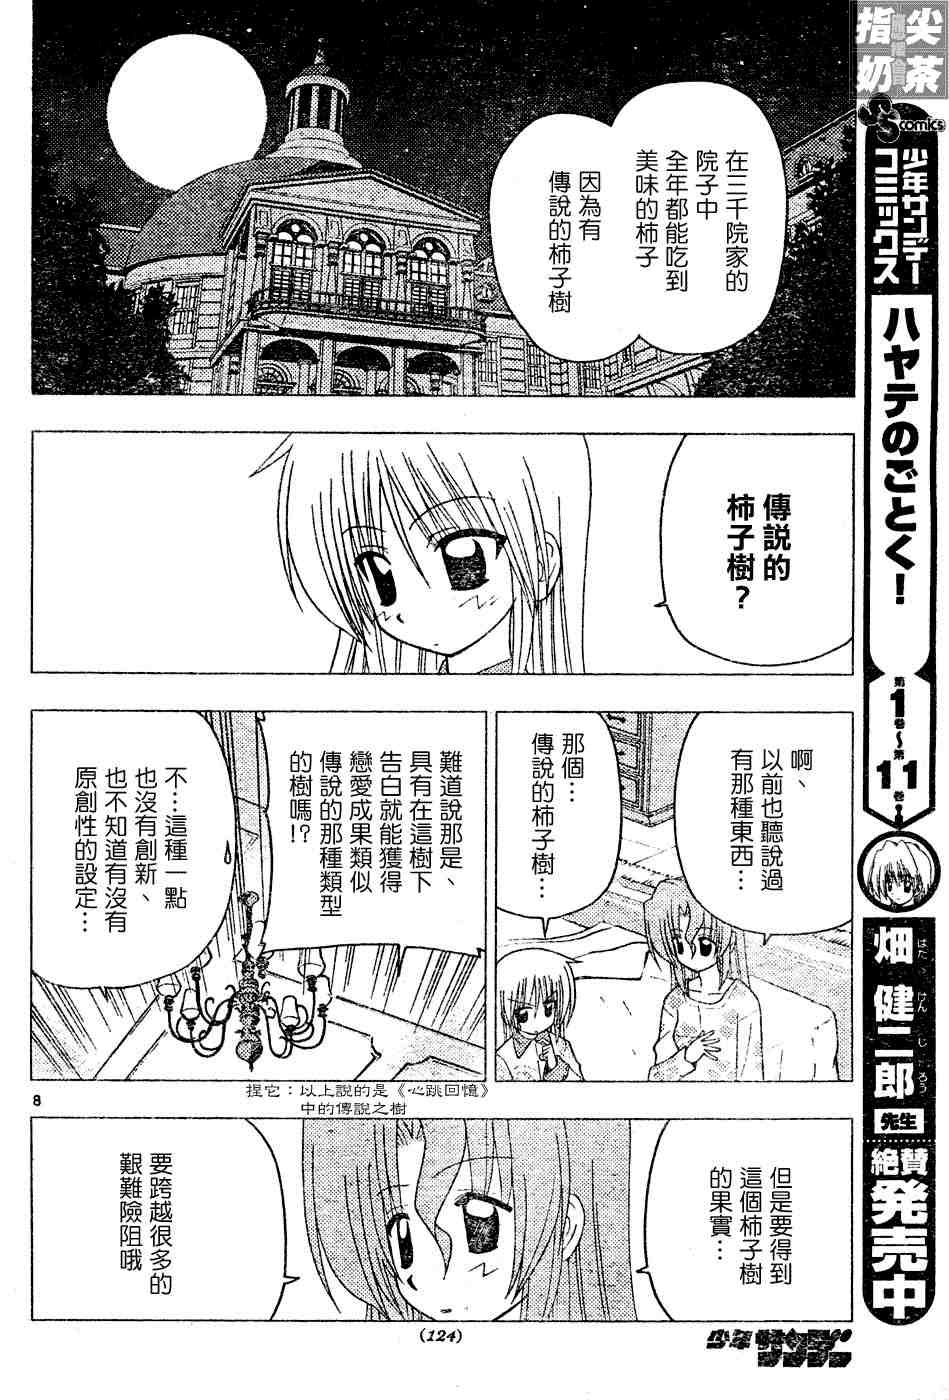 在三千院家的
院子中
全年都能吃到
美味的柿子
因為有
傳說的柿子樹
傳說的
柿子樹?
啊、
以前也聽說過
有那種東西…
那個…
傳說的柿子樹…
難道說那是、
具有在這樹下
告白就能獲得
戀愛成果類似
傳說的那種類型
的樹嗎!?
不…這種一點
也沒有創新、
也不知道有沒有
原創性的設定…
捏它：以上說的是《心跳回憶》
中的傳說之樹
8
但是要得到
這個柿子樹
的果實…
要跨越很多的
艱難險阻哦
(124)
少年サンデー
指尖
奶茶
SS comics
少年サンデー
コミックス
ハヤテのごとく!
第1巻～第11巻
畑健二郎
はた けんじろう
先生
絶賛
発売中